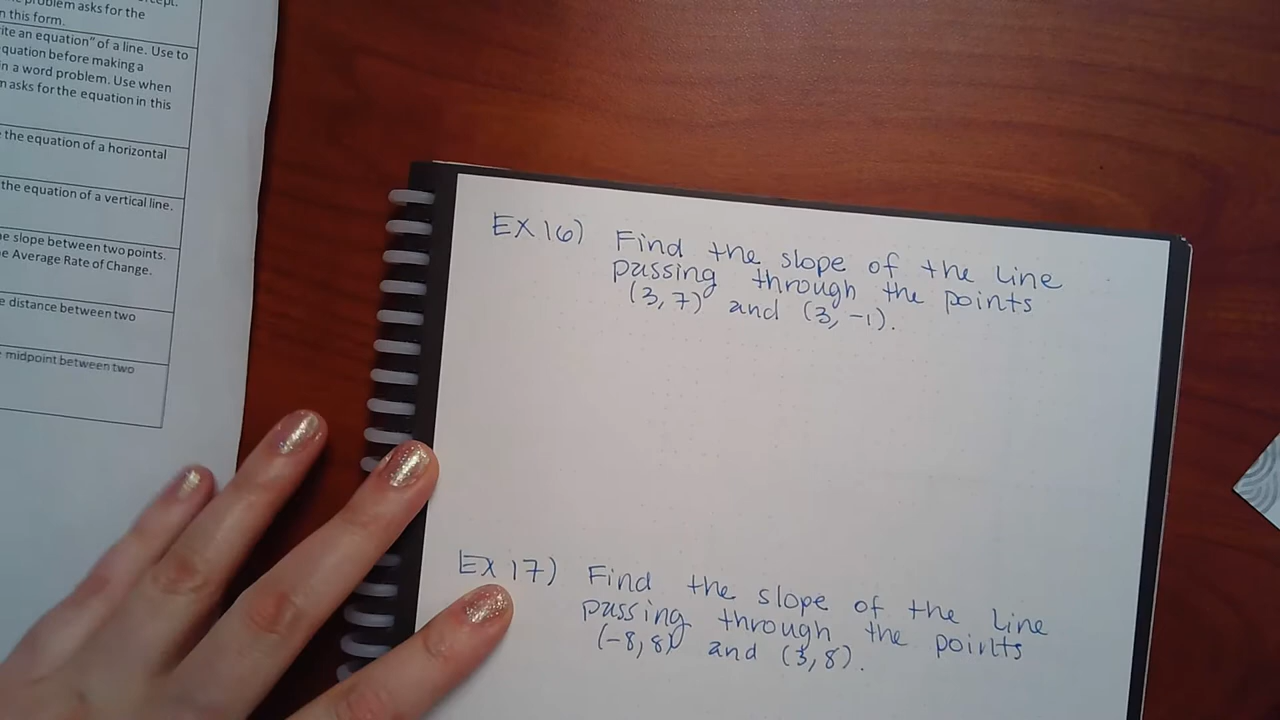 problem asks for the
n this form.
ite an equation" of a line. Use to
quation before making a
n a word problem. Use when
asks for the equation in this
the equation of a horizontal
the equation of a vertical line.
e slope between two points.
e Average Rate of Change.
distance between two
midpoint between two
EX 16) Find the slope of the line
passing through the points
(3, 7) and (3, -1).
EX 17) Find the slope of the line
passing through the points
(-8, 8) and (3, 8).